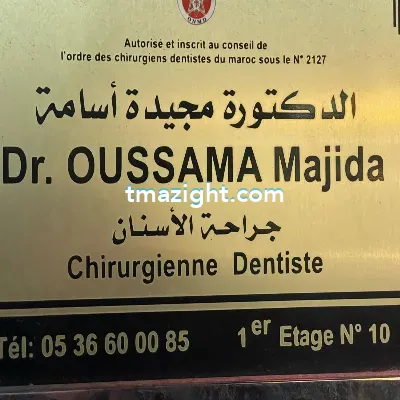 Autorisé et inscrit au conseil de
l'ordre des chirurgiens dentistes du maroc sous le N° 2127
الدكتورة مجيدة أسامة
Dr. OUSSAMA Majida
tmazight.com
جراحة الأسنان
Chirurgienne Dentiste
Tél: 05 36 60 00 85 1er Etage N° 10